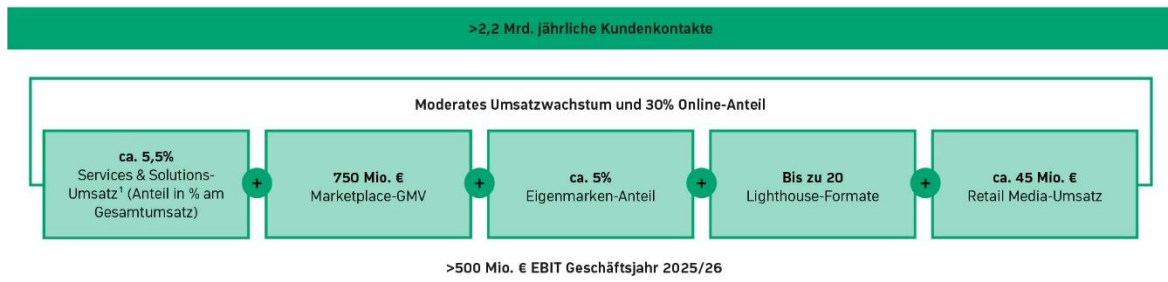 >2,2 Mrd. jährliche Kundenkontakte
Moderates Umsatzwachstum und 30% Online-Anteil
ca. 5,5%
Services & Solutions-
Umsatz¹ (Anteil in % am
Gesamtumsatz)
+
750 Mio. €
Marketplace-GMV
+
ca. 5%
Eigenmarken-Anteil
+
Bis zu 20
Lighthouse-Formate
+
ca. 45 Mio. €
Retail Media-Umsatz
>500 Mio. € EBIT Geschäftsjahr 2025/26